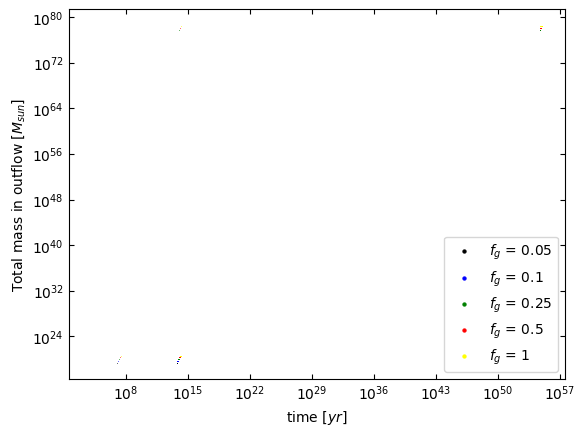 10^80
10^72
10^64
10^56
10^48
10^40
10^32
10^24
Total mass in outflow [M_sun]
f_g = 0.05
f_g = 0.1
f_g = 0.25
f_g = 0.5
f_g = 1
10^8 10^15 10^22 10^29 10^36 10^43 10^50 10^57
time [yr]